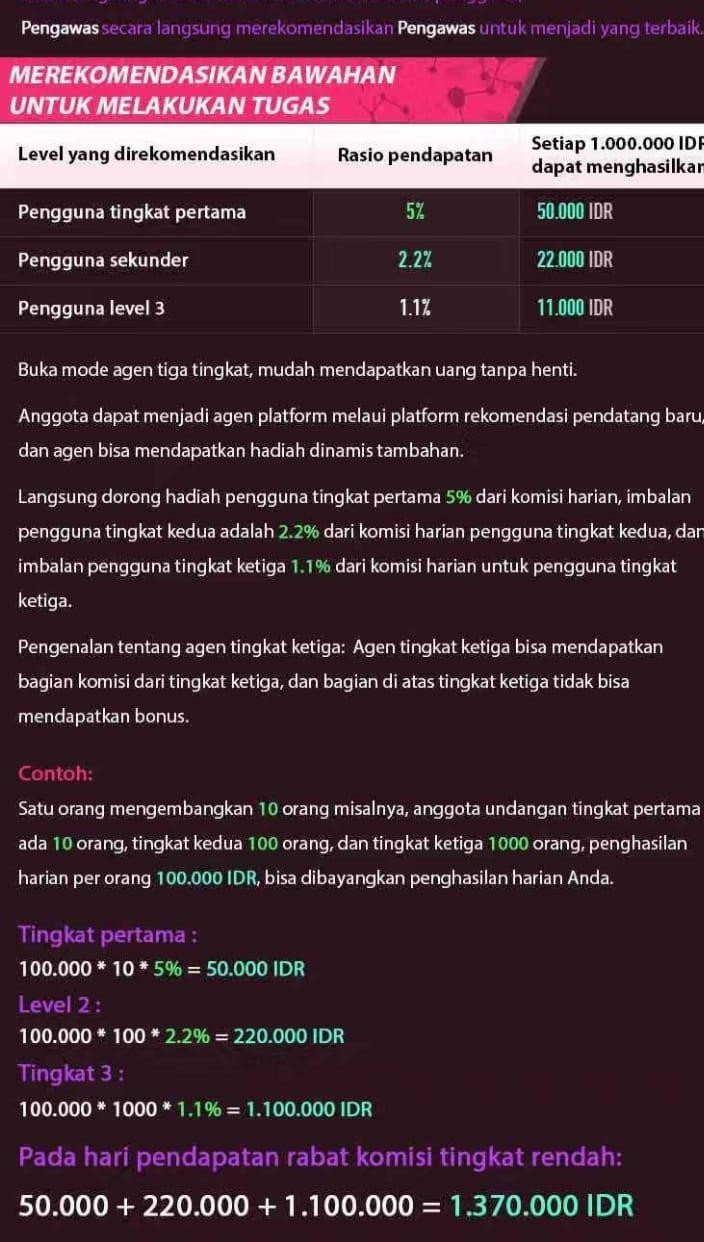 Pengawas secara langsung merekomendasikan Pengawas untuk menjadi yang terbaik.
MEREKOMENDASIKAN BAWAHAN
UNTUK MELAKUKAN TUGAS
Level yang direkomendasikan Rasio pendapatan Setiap 1.000.000 IDR
dapat menghasilkan
Pengguna tingkat pertama 5% 50.000 IDR
Pengguna sekunder 2.2% 22.000 IDR
Pengguna level 3 1.1% 11.000 IDR
Buka mode agen tiga tingkat, mudah mendapatkan uang tanpa henti.
Anggota dapat menjadi agen platform melaui platform rekomendasi pendatang baru,
dan agen bisa mendapatkan hadiah dinamis tambahan.
Langsung dorong hadiah pengguna tingkat pertama 5% dari komisi harian, imbalan
pengguna tingkat kedua adalah 2.2% dari komisi harian pengguna tingkat kedua, dan
imbalan pengguna tingkat ketiga 1.1% dari komisi harian untuk pengguna tingkat
ketiga.
Pengenalan tentang agen tingkat ketiga: Agen tingkat ketiga bisa mendapatkan
bagian komisi dari tingkat ketiga, dan bagian di atas tingkat ketiga tidak bisa
mendapatkan bonus.
Contoh:
Satu orang mengembangkan 10 orang misalnya, anggota undangan tingkat pertama
ada 10 orang, tingkat kedua 100 orang, dan tingkat ketiga 1000 orang, penghasilan
harian per orang 100.000 IDR, bisa dibayangkan penghasilan harian Anda.
Tingkat pertama :
100.000 * 10 * 5% = 50.000 IDR
Level 2 :
100.000 * 100 * 2.2% = 220.000 IDR
Tingkat 3 :
100.000 * 1000 * 1.1% = 1.100.000 IDR
Pada hari pendapatan rabat komisi tingkat rendah:
50.000 + 220.000 + 1.100.000 = 1.370.000 IDR